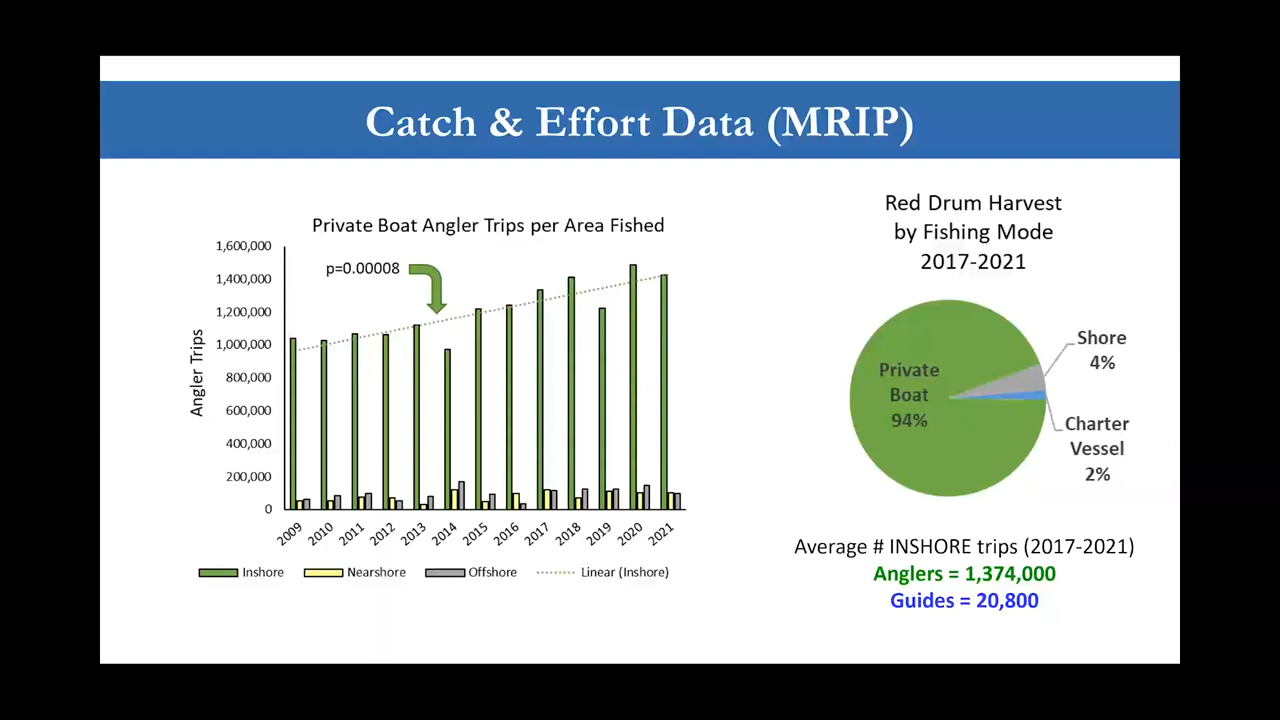 Catch & Effort Data (MRIP)
Private Boat Angler Trips per Area Fished
1,600,000
1,400,000
1,200,000
1,000,000
800,000
600,000
400,000
200,000
0
Angler Trips
p=0.00008
2009 2010 2011 2012 2013 2014 2015 2016 2017 2018 2019 2020 2021
Inshore Nearshore Offshore Linear (Inshore)
Red Drum Harvest
by Fishing Mode
2017-2021
Private
Boat
94%
Shore
4%
Charter
Vessel
2%
Average # INSHORE trips (2017-2021)
Anglers = 1,374,000
Guides = 20,800